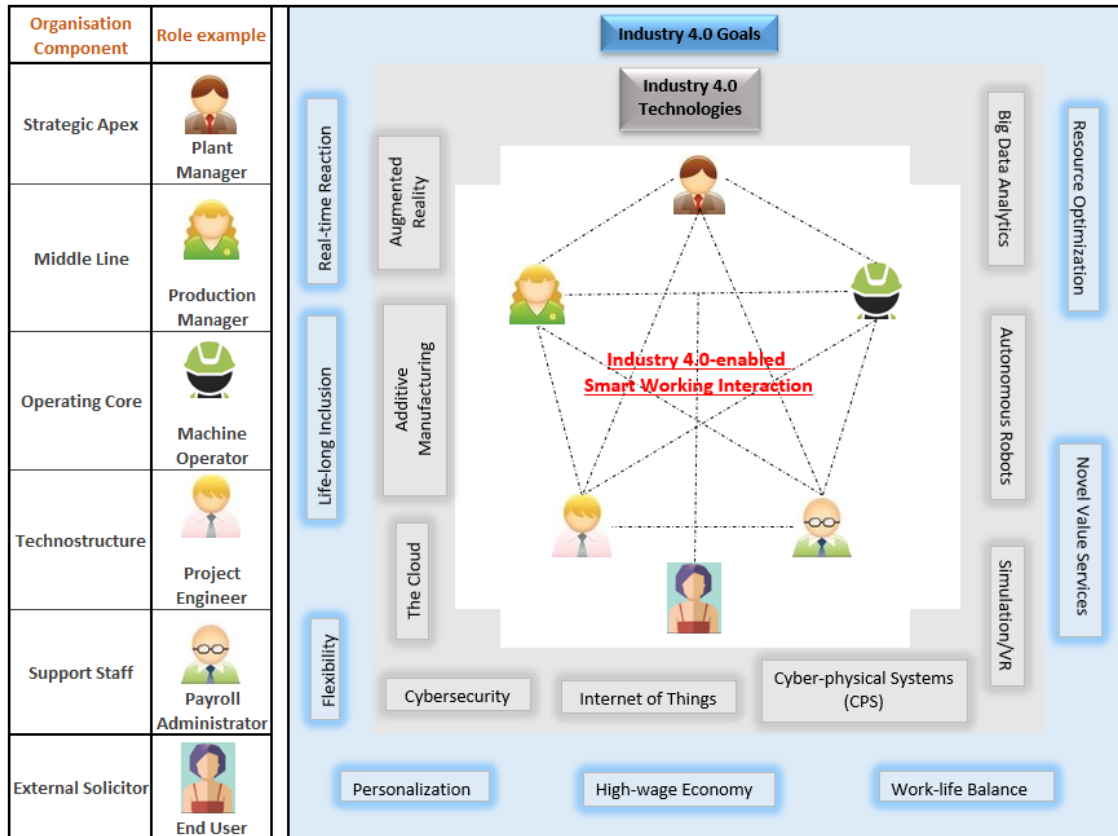 Organisation
Component
Role example
Strategic Apex
Plant
Manager
Middle Line
Production
Manager
Operating Core
Machine
Operator
Technostructure
Project
Engineer
Support Staff
Payroll
Administrator
External Solicitor
End User
Industry 4.0 Goals
Industry 4.0
Technologies
Real-time Reaction
Life-long Inclusion
Flexibility
Augmented
Reality
Additive
Manufacturing
The Cloud
Industry 4.0-enabled
Smart Working Interaction
Big Data Analytics
Autonomous Robots
Simulation/VR
Resource Optimization
Novel Value Services
Cybersecurity
Internet of Things
Cyber-physical Systems
(CPS)
Personalization
High-wage Economy
Work-life Balance